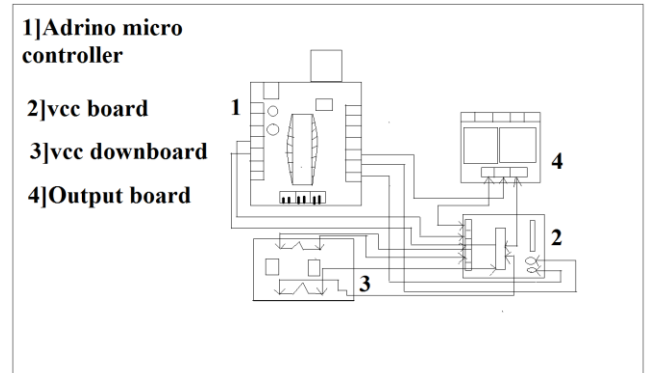 1]Adrino micro
controller
2]vcc board
3]vcc downboard
4]Output board
1
4
2
3